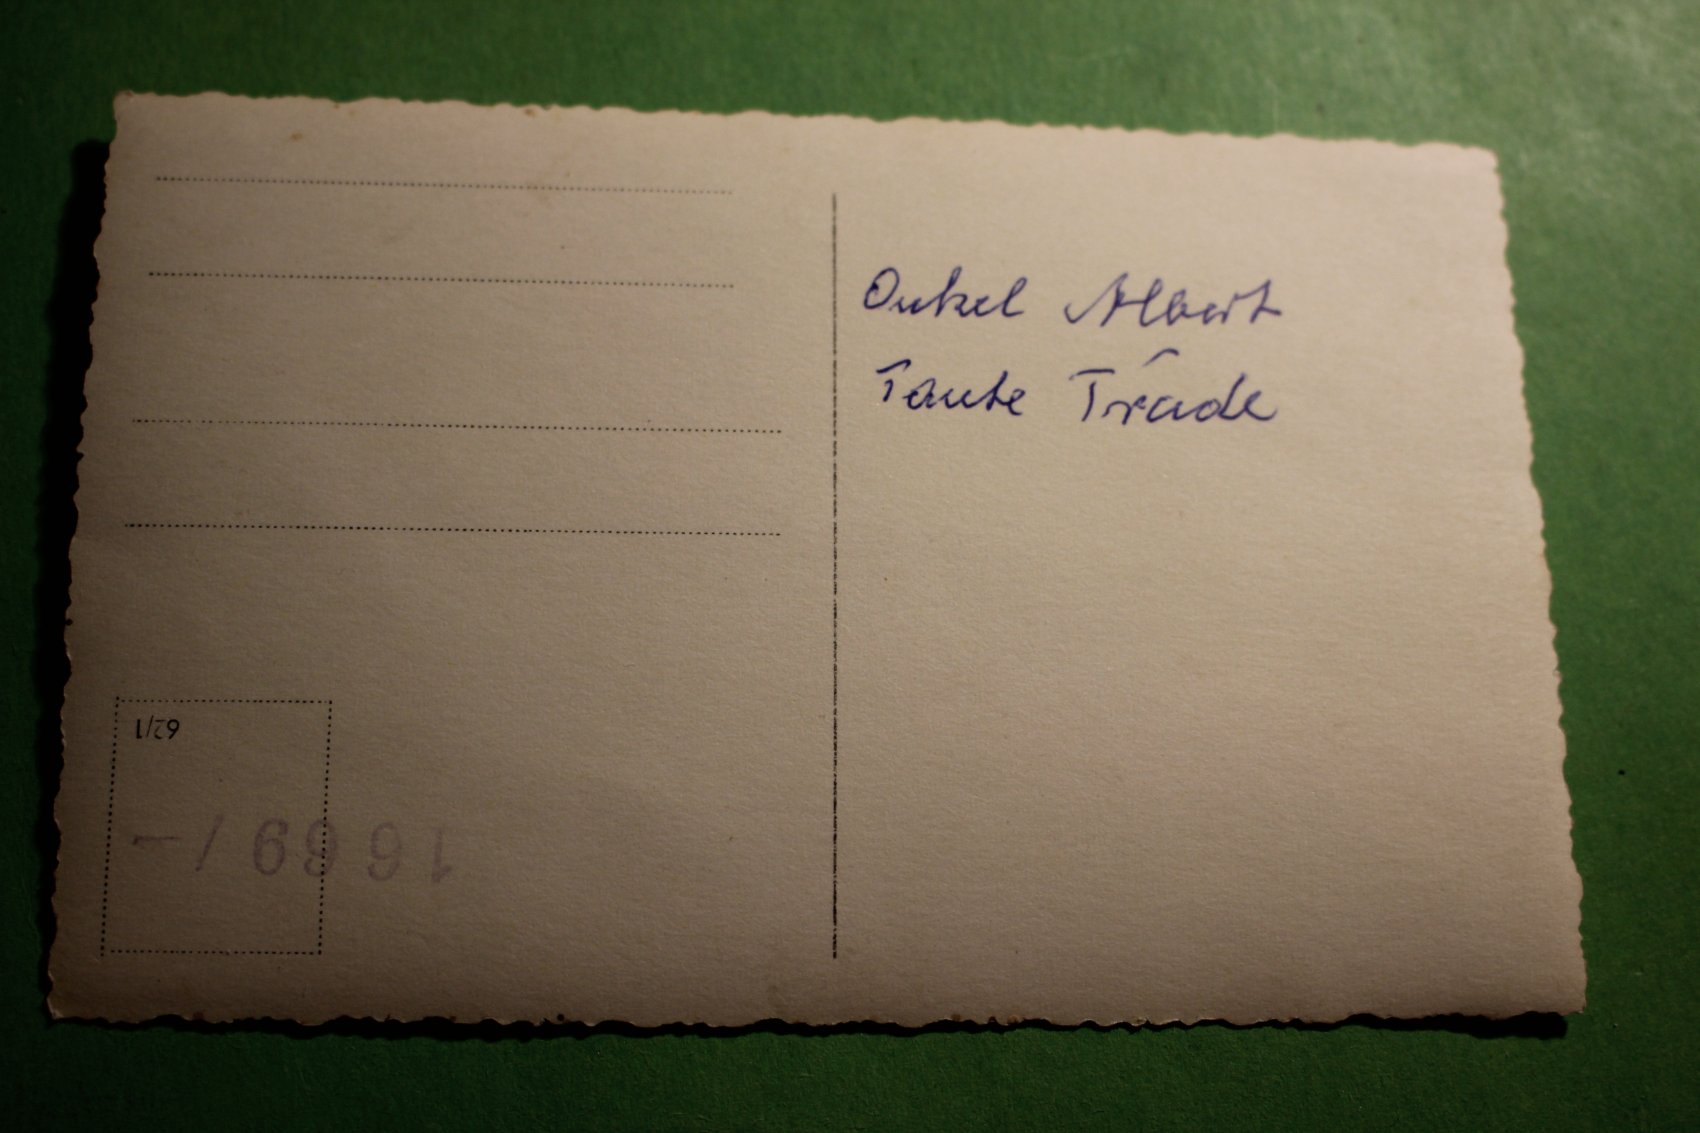 Onkel Albert
Tante Trude
62/1
1669/-